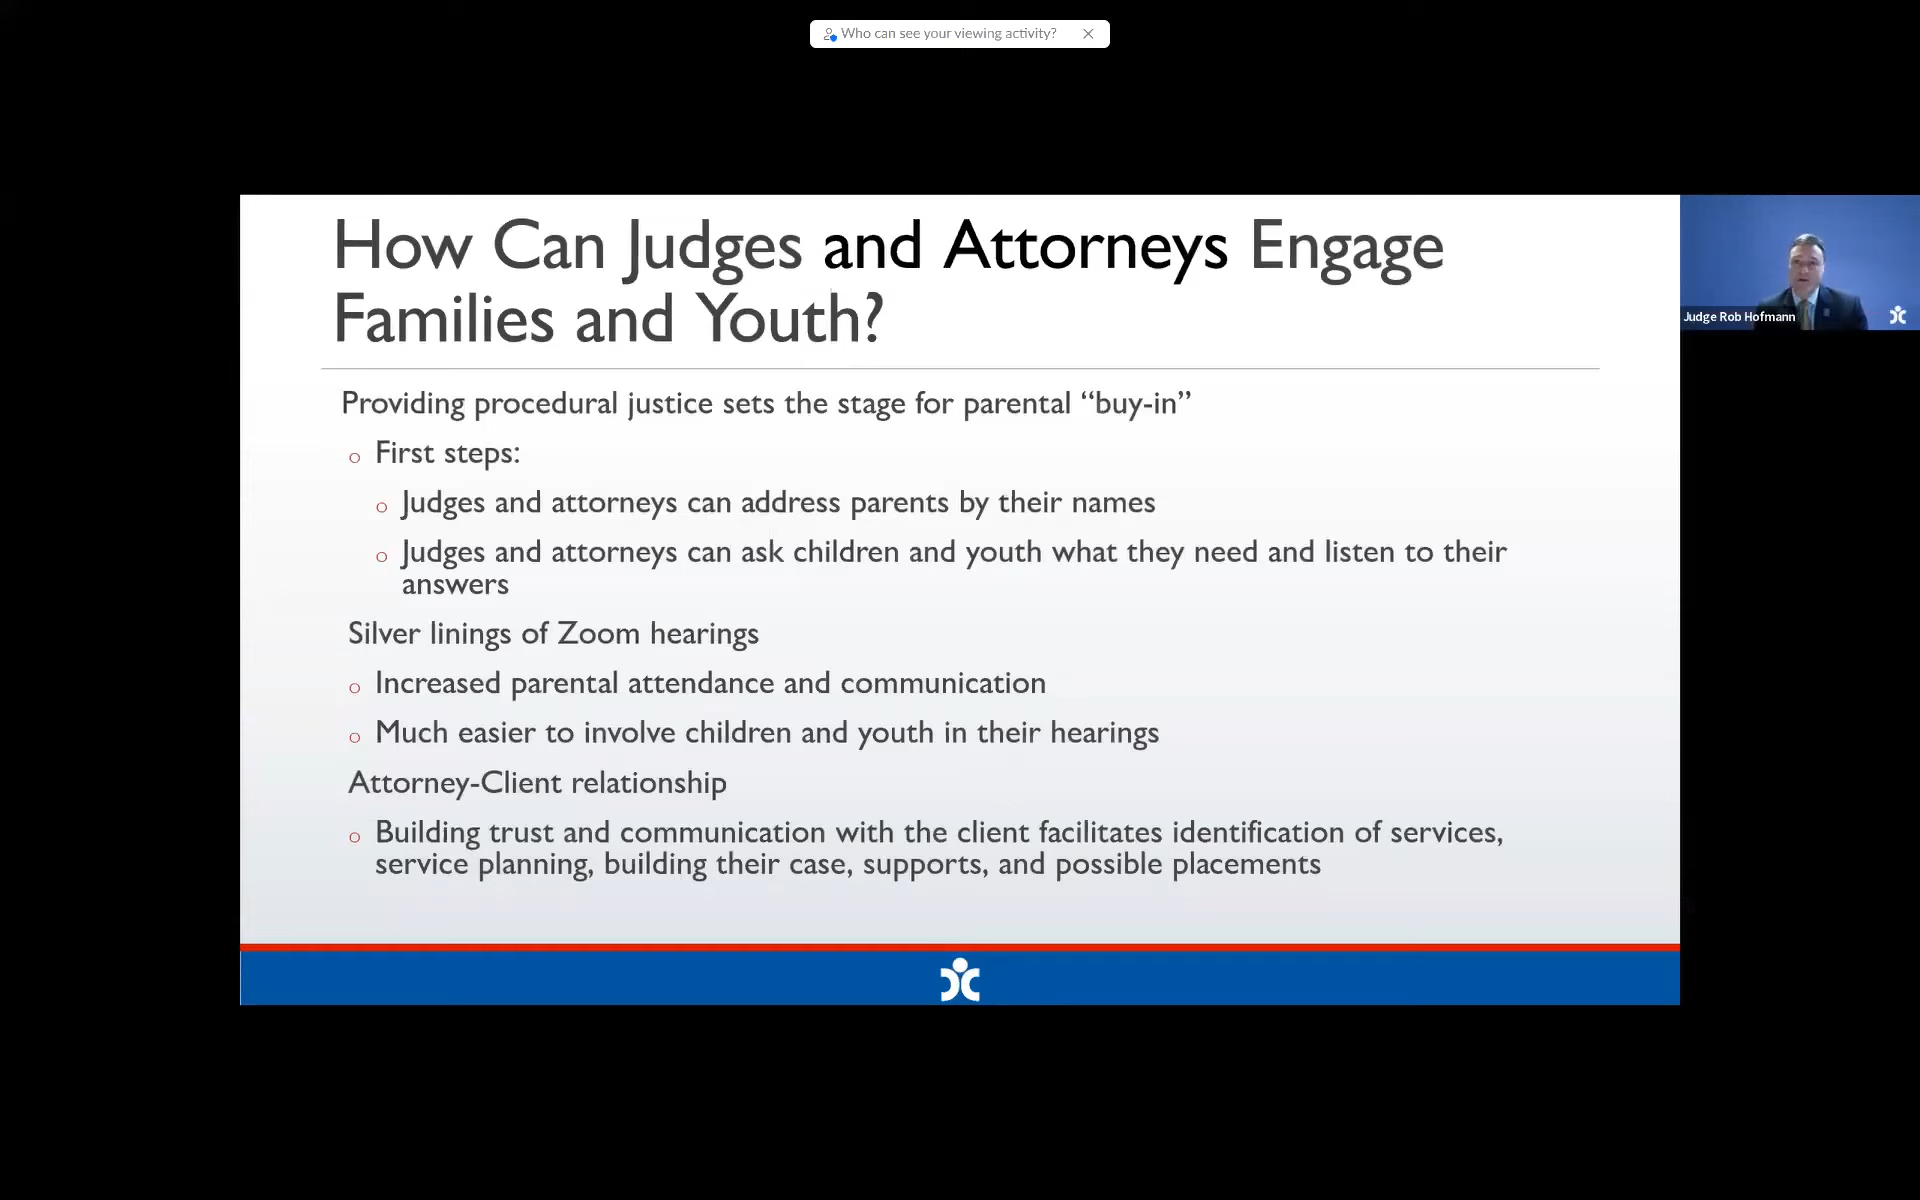 Who can see your viewing activity?
How Can Judges and Attorneys Engage
Families and Youth?
Judge Rob Hofmann
Providing procedural justice sets the stage for parental “buy-in”
First steps:
Judges and attorneys can address parents by their names
Judges and attorneys can ask children and youth what they need and listen to their
answers
Silver linings of Zoom hearings
Increased parental attendance and communication
Much easier to involve children and youth in their hearings
Attorney-Client relationship
Building trust and communication with the client facilitates identification of services,
service planning, building their case, supports, and possible placements